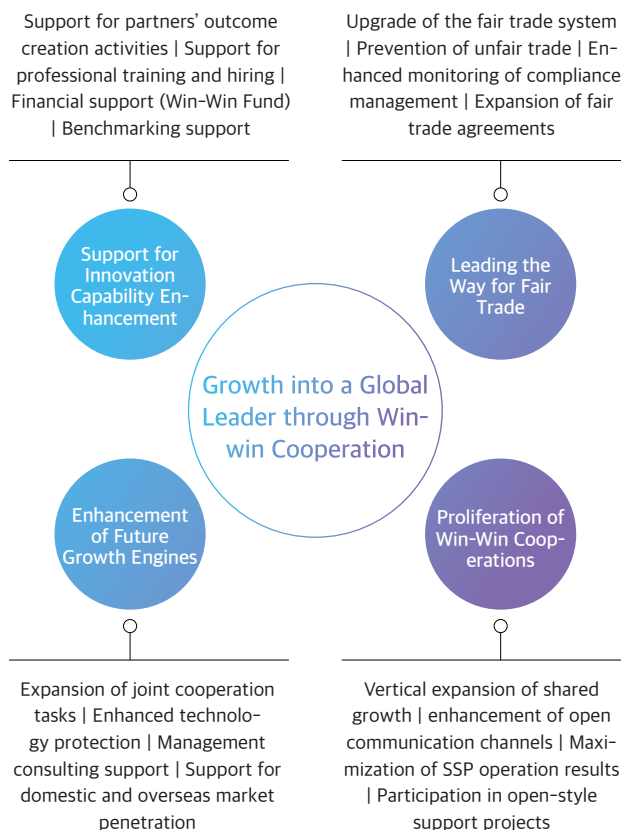 Support for partners' outcome
creation activities | Support for
professional training and hiring |
Financial support (Win-Win Fund)
| Benchmarking support
Upgrade of the fair trade system
| Prevention of unfair trade | En-
hanced monitoring of compliance
management | Expansion of fair
trade agreements
Support for
Innovation
Capability En-
hancement
Leading the
Way for Fair
Trade
Growth into a Global
Leader through Win-
win Cooperation
Enhancement
of Future
Growth Engines
Proliferation of
Win-Win Coop-
erations
Expansion of joint cooperation
tasks | Enhanced technolo-
gy protection | Management
consulting support | Support for
domestic and overseas market
penetration
Vertical expansion of shared
growth | enhancement of open
communication channels | Maxi-
mization of SSP operation results
| Participation in open-style
support projects